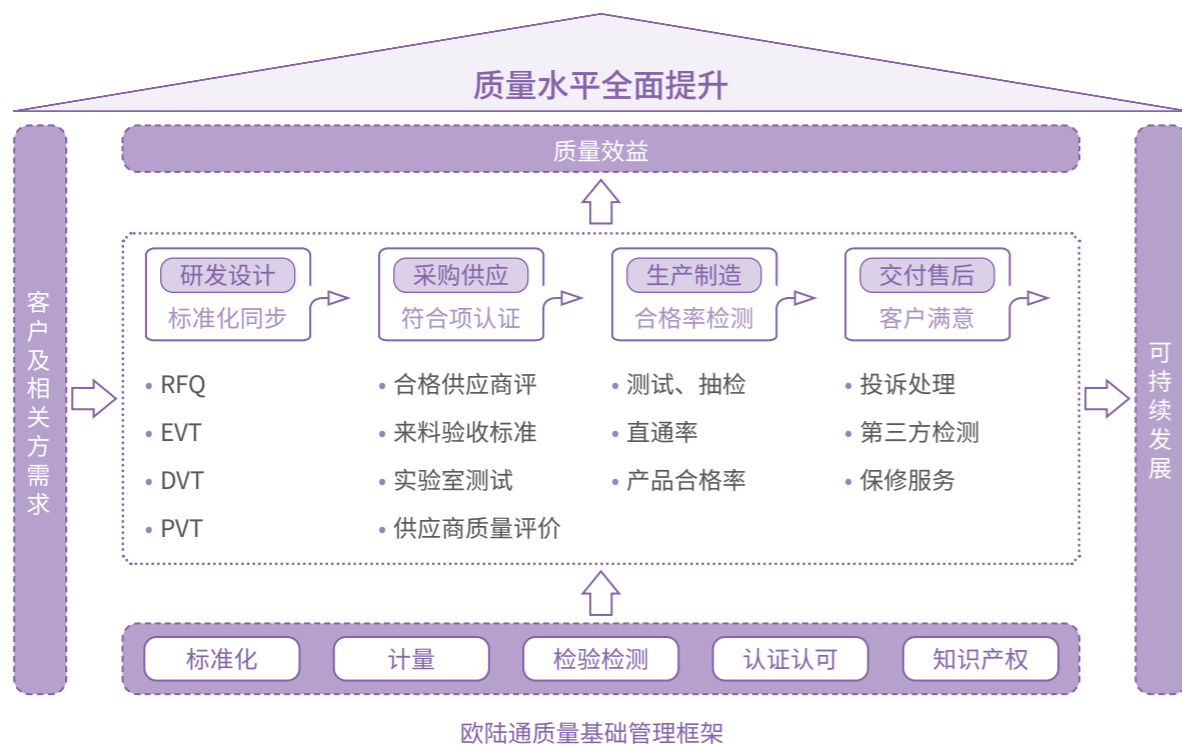 质量水平全面提升
质量效益
客户及相关方需求
研发设计
标准化同步
RFQ
EVT
DVT
PVT
采购供应
符合项认证
合格供应商评
来料验收标准
实验室测试
供应商质量评价
生产制造
合格率检测
测试、抽检
直通率
产品合格率
交付售后
客户满意
投诉处理
第三方检测
保修服务
可持续发展
标准化
计量
检验检测
认证认可
知识产权
欧陆通质量基础管理框架